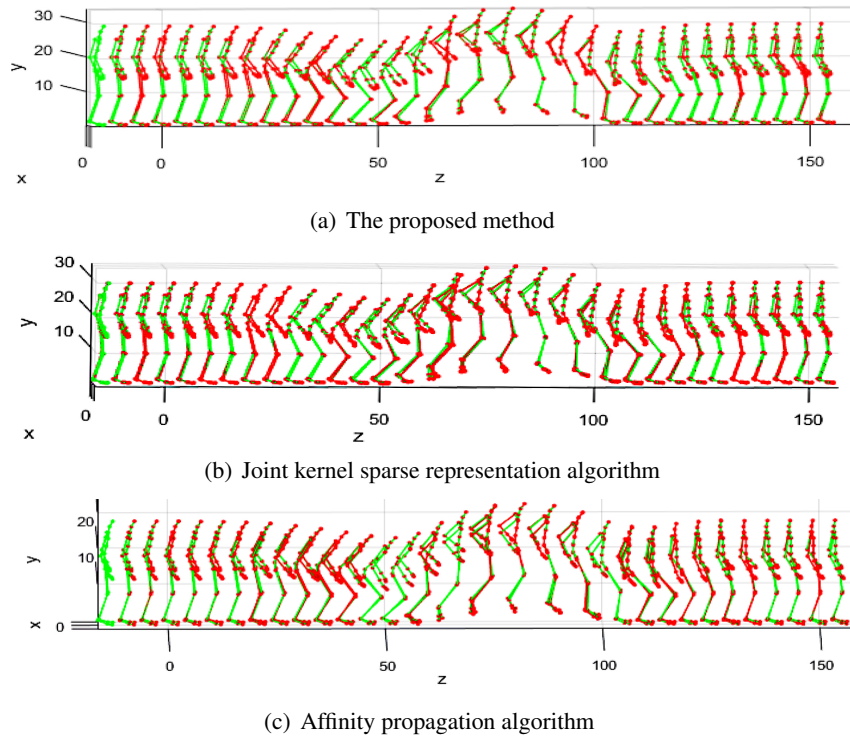 30
20
y
10
0
0
50
100
150
x
z
(a) The proposed method
30
20
y
10
0
0
50
100
150
x
z
(b) Joint kernel sparse representation algorithm
20
y
10
x
0
0
50
100
150
z
(c) Affinity propagation algorithm